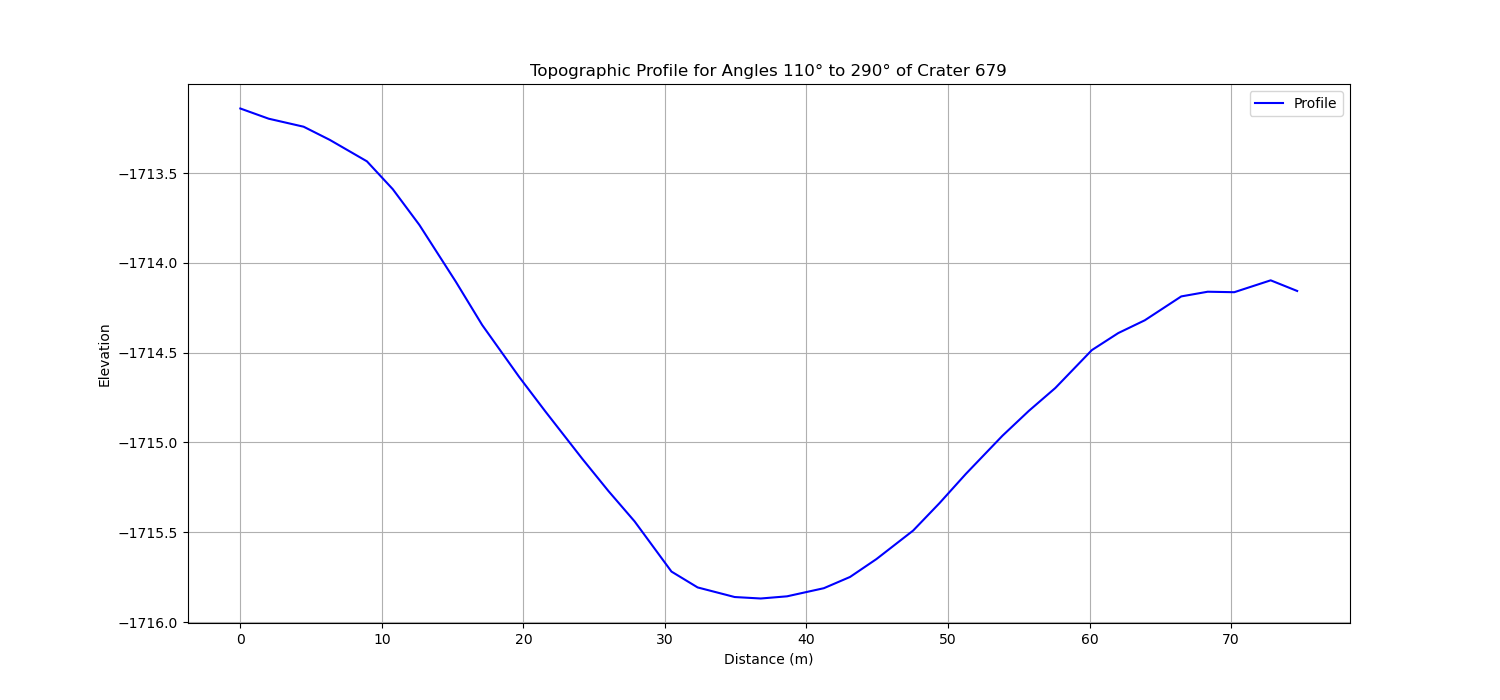 Topographic Profile for Angles 110° to 290° of Crater 679
Profile
−1713.5
−1714.0
−1714.5
−1715.0
−1715.5
−1716.0
Elevation
0 10 20 30 40 50 60 70
Distance (m)